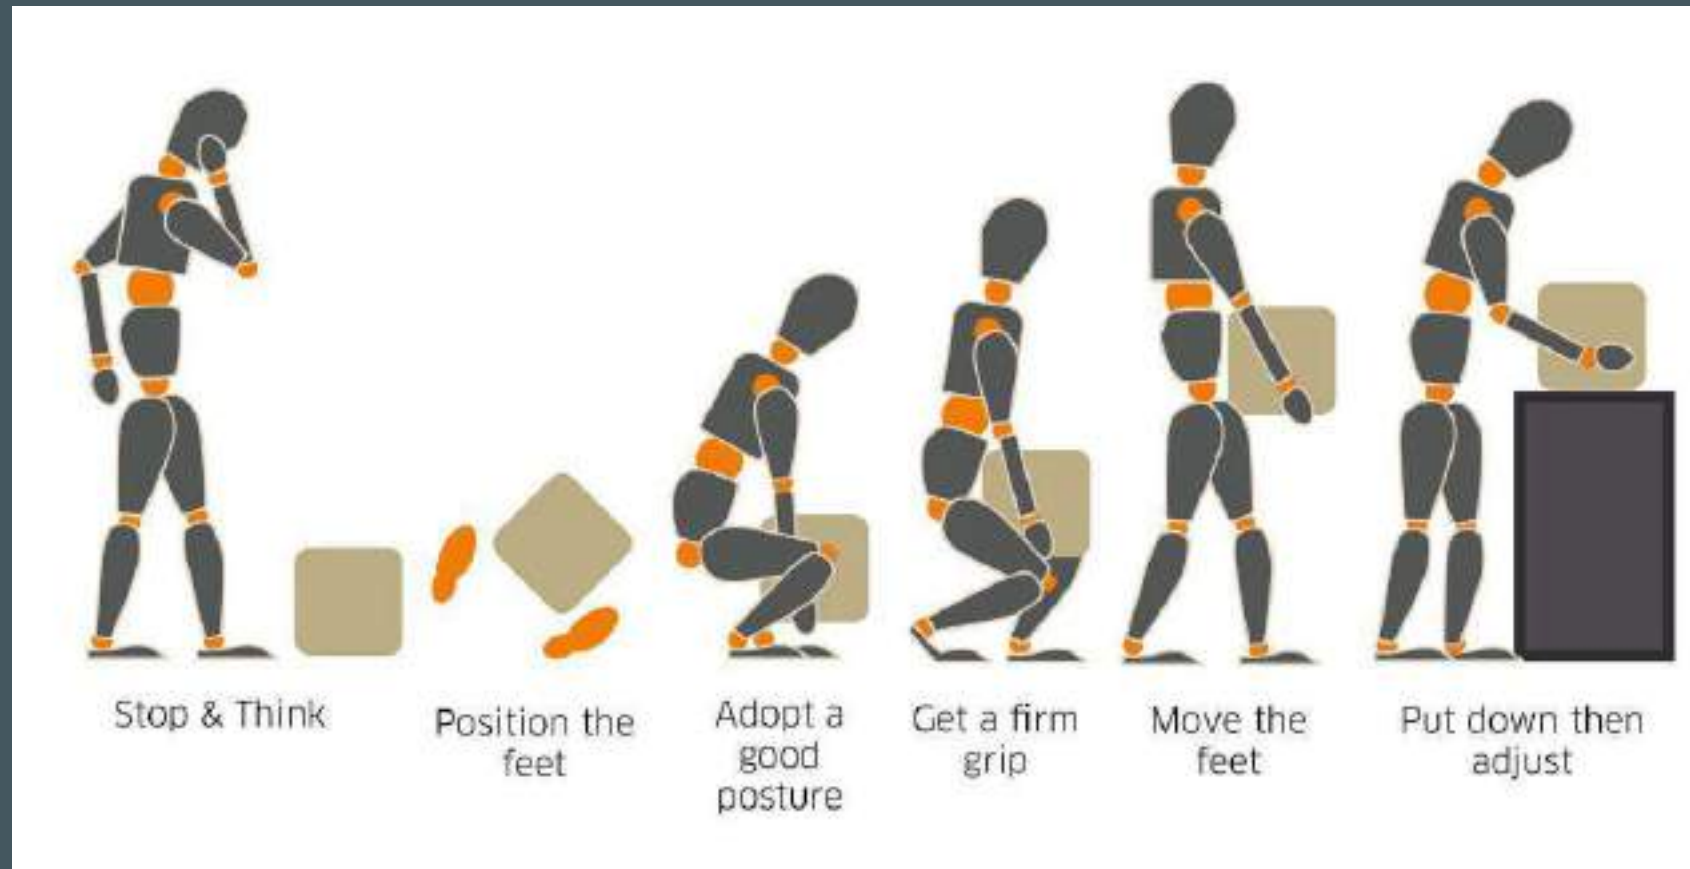 Stop & Think
Position the
feet
Adopt a
good
posture
Get a firm
grip
Move the
feet
Put down then
adjust